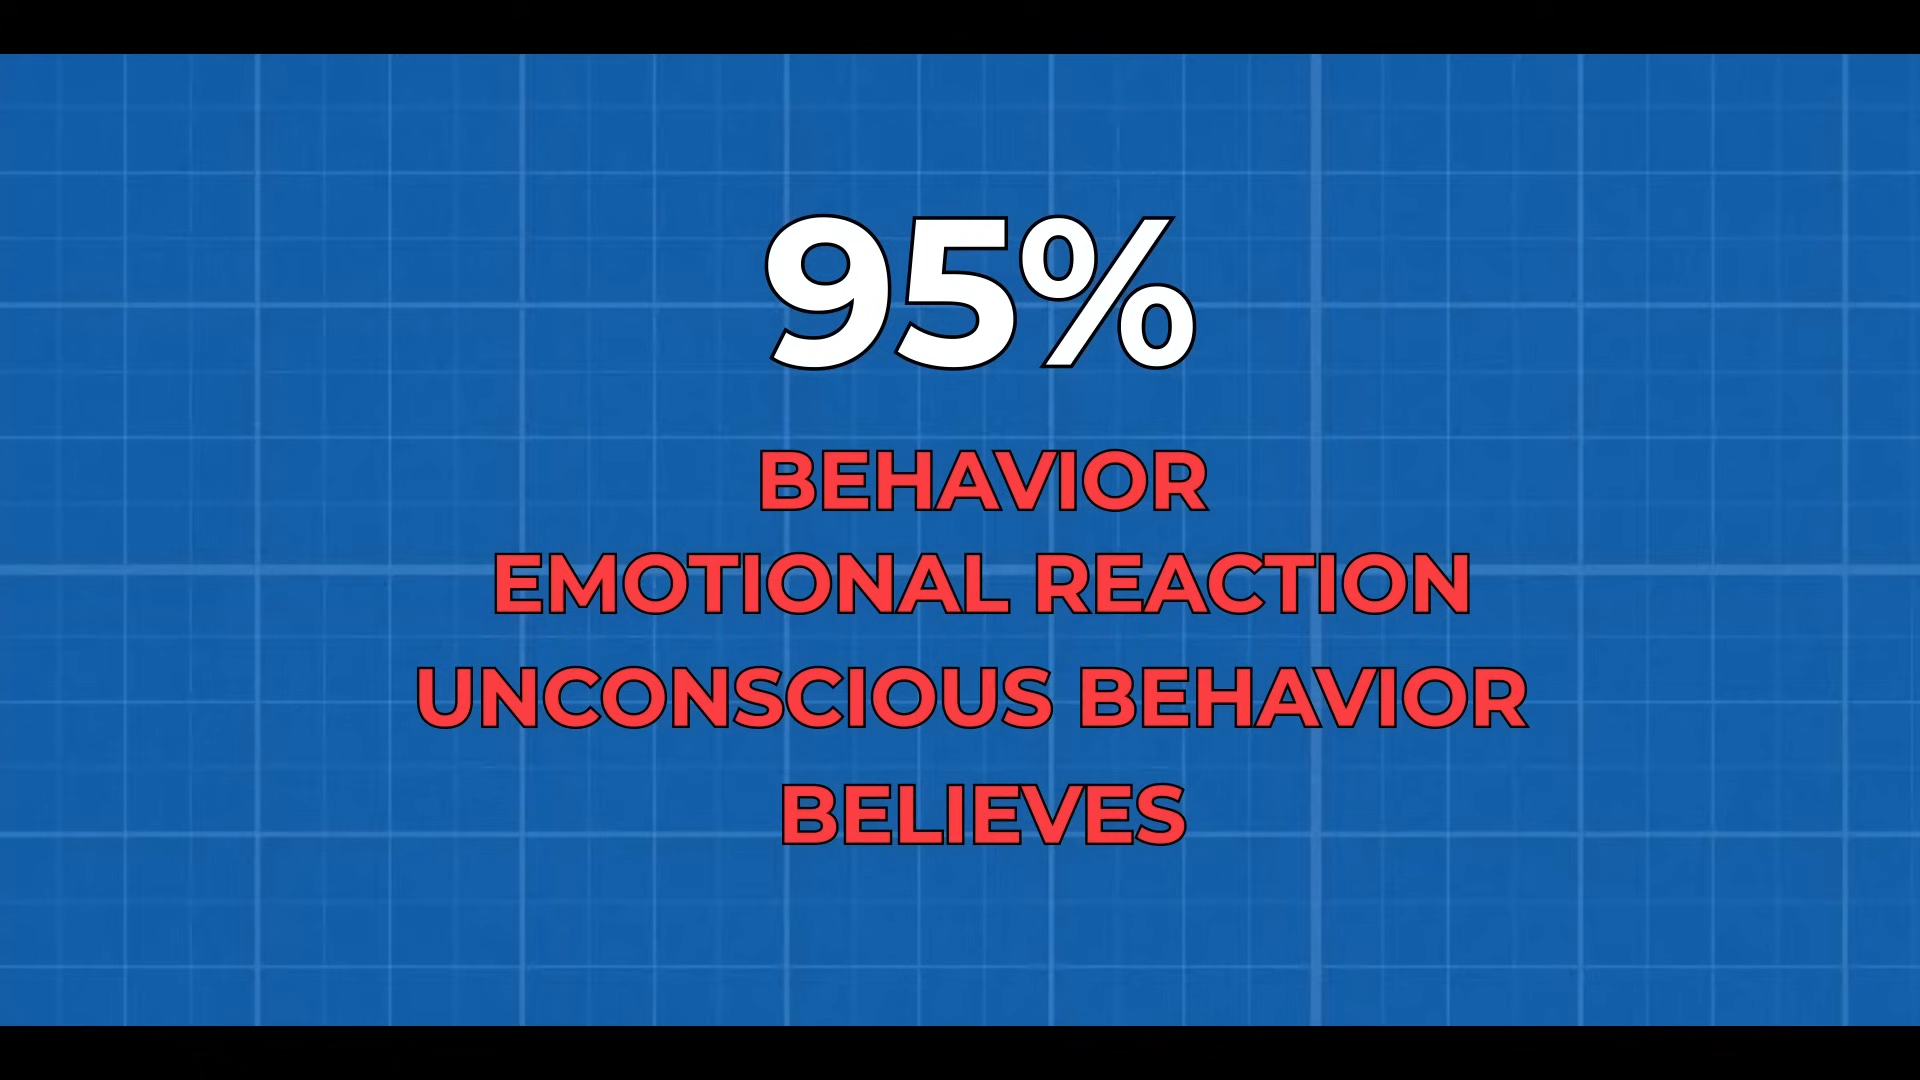 95%
BEHAVIOR
EMOTIONAL REACTION
UNCONSCIOUS BEHAVIOR
BELIEVES